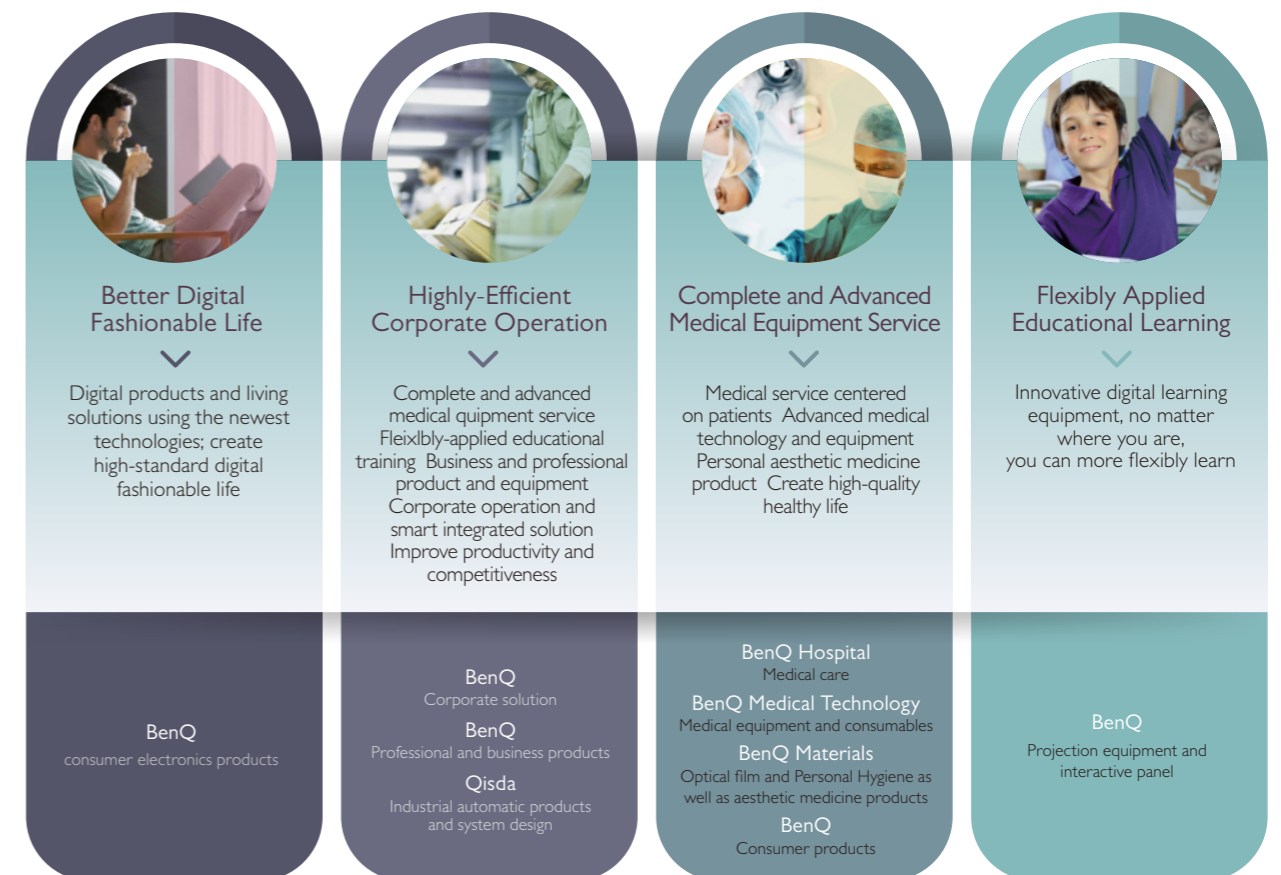 Better Digital
Fashionable Life
Digital products and living
solutions using the newest
technologies; create
high-standard digital
fashionable life
BenQ
consumer electronics products
Highly-Efficient
Corporate Operation
Complete and advanced
medical quipment service
Fleixlbly-applied educational
training Business and professional
product and equipment
Corporate operation and
smart integrated solution
Improve productivity and
competitiveness
BenQ
Corporate solution
BenQ
Professional and business products
Qisda
Industrial automatic products
and system design
Complete and Advanced
Medical Equipment Service
Medical service centered
on patients Advanced medical
technology and equipment
Personal aesthetic medicine
product Create high-quality
healthy life
BenQ Hospital
Medical care
BenQ Medical Technology
Medical equipment and consumables
BenQ Materials
Optical film and Personal Hygiene as
well as aesthetic medicine products
BenQ
Consumer products
Flexibly Applied
Educational Learning
Innovative digital learning
equipment, no matter
where you are,
you can more flexibly learn
BenQ
Projection equipment and
interactive panel